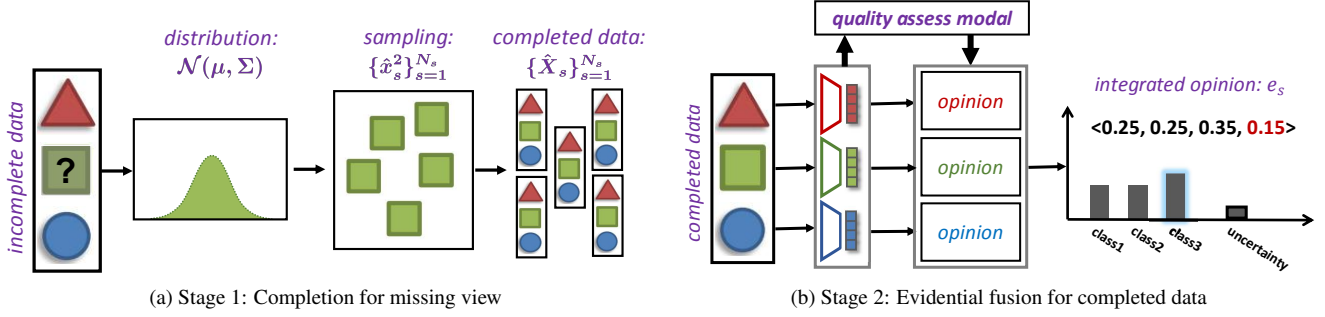 distribution:
𝒩(μ, Σ)
sampling:
{x̂²ₛ}ᴺˢₛ₌₁
completed data:
{X̂ₛ}ᴺˢₛ₌₁
incomplete data
?
(a) Stage 1: Completion for missing view
quality assess modal
completed data
opinion
opinion
opinion
integrated opinion: eₛ
<0.25, 0.25, 0.35, 0.15>
class1
class2
class3
uncertainty
(b) Stage 2: Evidential fusion for completed data